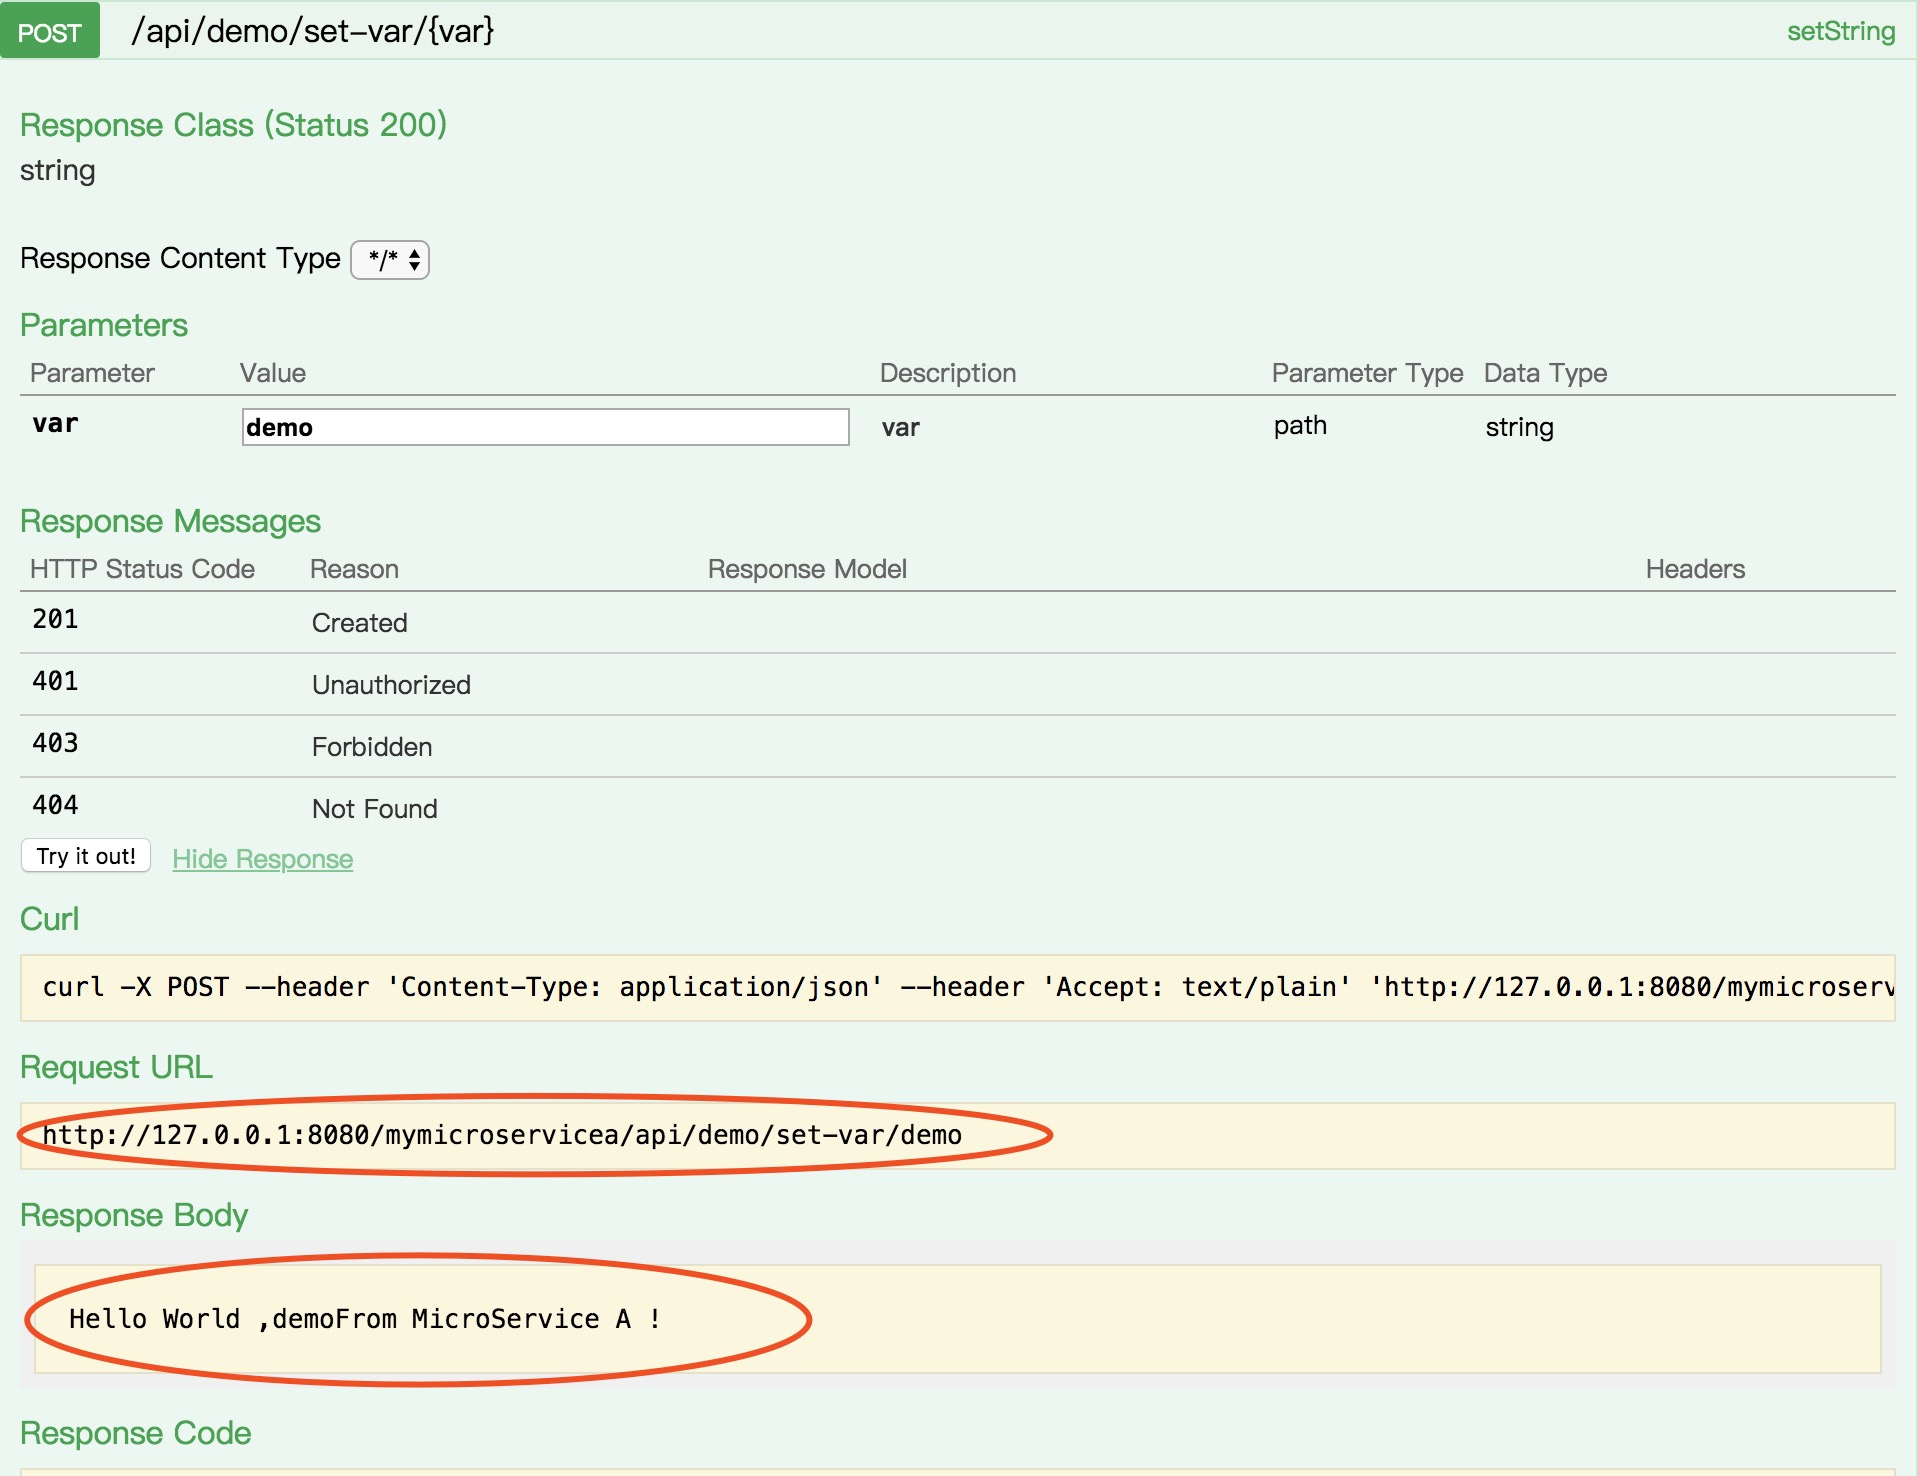 POST /api/demo/set-var/{var} setString
Response Class (Status 200)
string
Response Content Type */*
Parameters
Parameter Value Description Parameter Type Data Type
var demo var path string
Response Messages
HTTP Status Code Reason Response Model Headers
201 Created
401 Unauthorized
403 Forbidden
404 Not Found
Try it out! Hide Response
Curl
curl -X POST --header 'Content-Type: application/json' --header 'Accept: text/plain' 'http://127.0.0.1:8080/mymicroserv
Request URL
http://127.0.0.1:8080/mymicroservicea/api/demo/set-var/demo
Response Body
Hello World ,demoFrom MicroService A !
Response Code